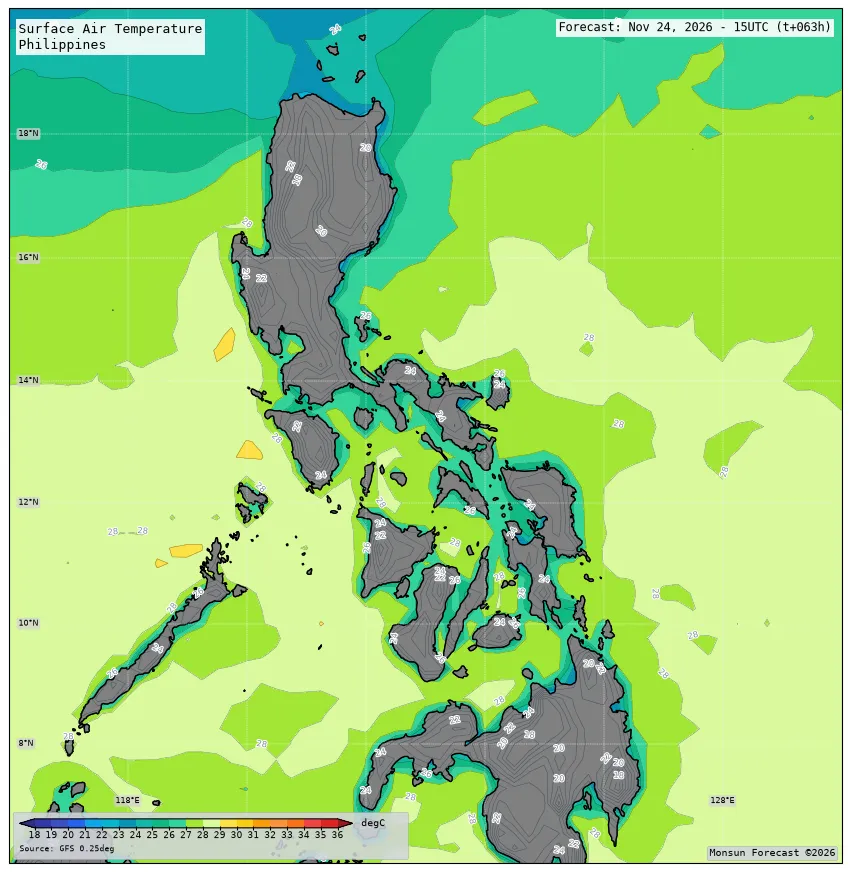 Surface Air Temperature
Philippines
Forecast: Nov 24, 2026 - 15UTC (t+063h)
18°N
16°N
14°N
12°N
10°N
8°N
118°E
128°E
18 19 20 21 22 23 24 25 26 27 28 29 30 31 32 33 34 35 36
degC
Source: GFS 0.25deg
Monsun Forecast ©2026